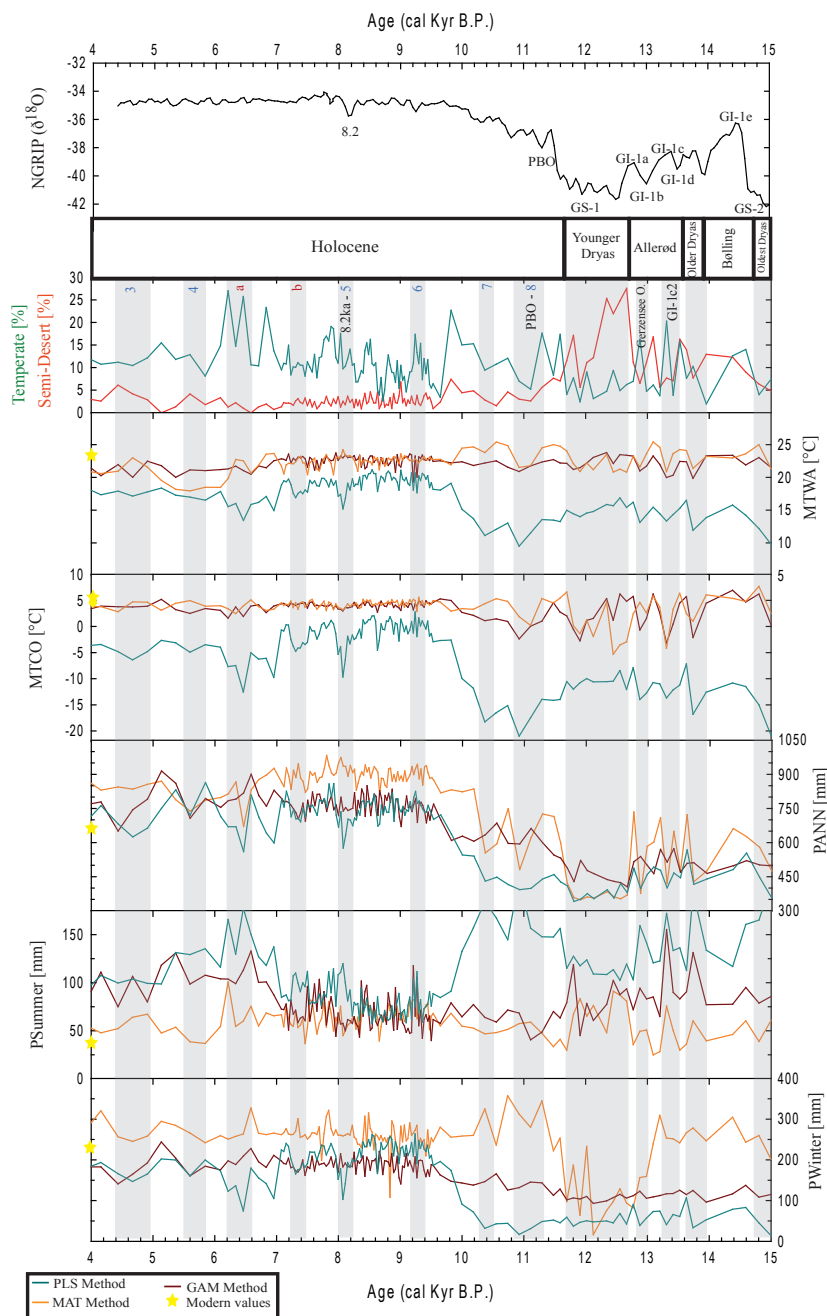 Age (cal Kyr B.P.)
4 5 6 7 8 9 10 11 12 13 14 15
NGRIP (δ18O)
-32
-34
-36
-38
-40
-42
8.2
PBO
GS-1
GI-1a
GI-1b
GI-1c
GI-1d
GI-1e
GS-2
Holocene
Younger Dryas
Allerød
Older Dryas
Bølling
Oldest Dryas
Temperate [%]
Semi-Desert [%]
30
25
20
15
10
5
0
3
4
a
b
8.2ka - 5
6
7
PBO - 8
Gerzensee O.
GI-1c2
MTWA [°C]
25
20
15
10
5
MTCO [°C]
10
5
0
-5
-10
-15
-20
5
PANN [mm]
1050
900
750
600
450
300
PSummer [mm]
150
100
50
0
PWinter [mm]
400
300
200
100
0
4 5 6 7 8 9 10 11 12 13 14 15
Age (cal Kyr B.P.)
PLS Method
GAM Method
MAT Method
Modern values